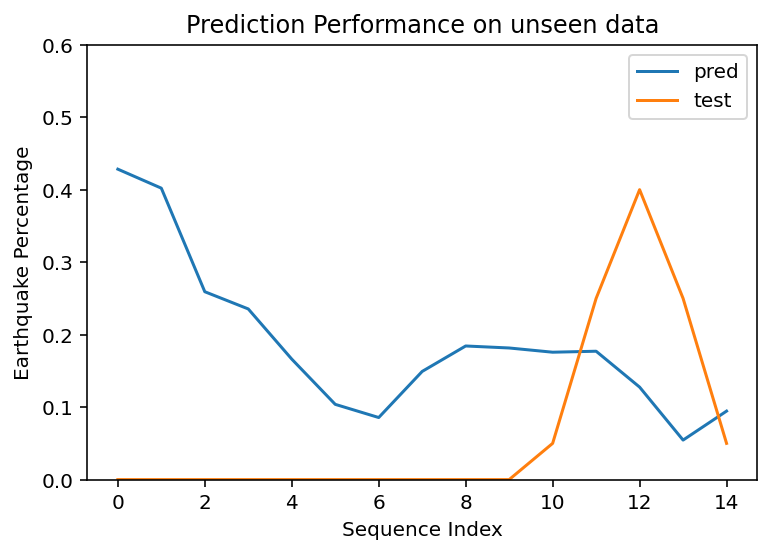 Prediction Performance on unseen data
pred
test
Earthquake Percentage
0.6
0.5
0.4
0.3
0.2
0.1
0.0
0 2 4 6 8 10 12 14
Sequence Index